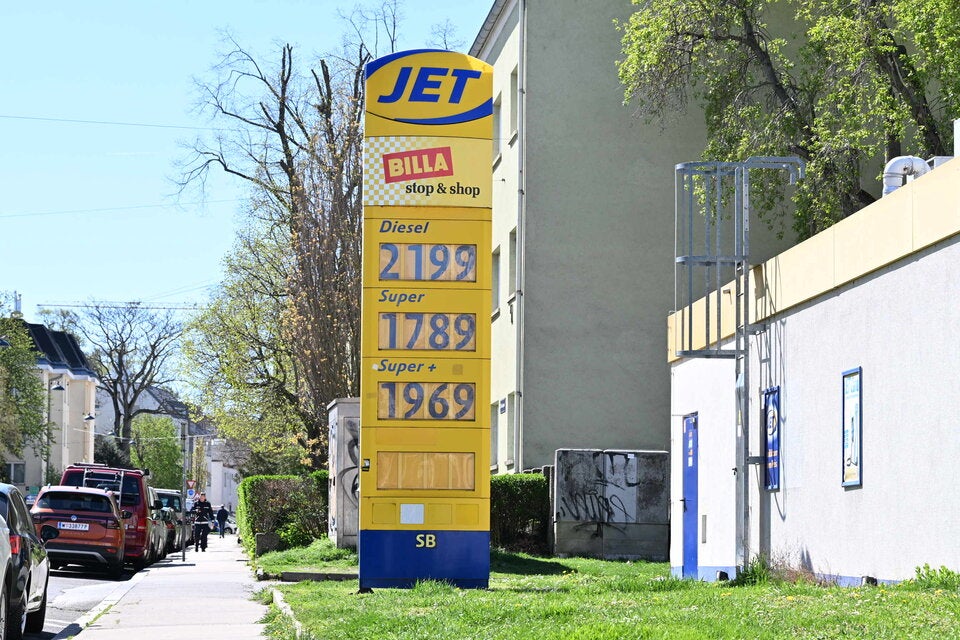 JET
BILLA
stop & shop
Diesel
2199
Super
1789
Super +
1969
SB